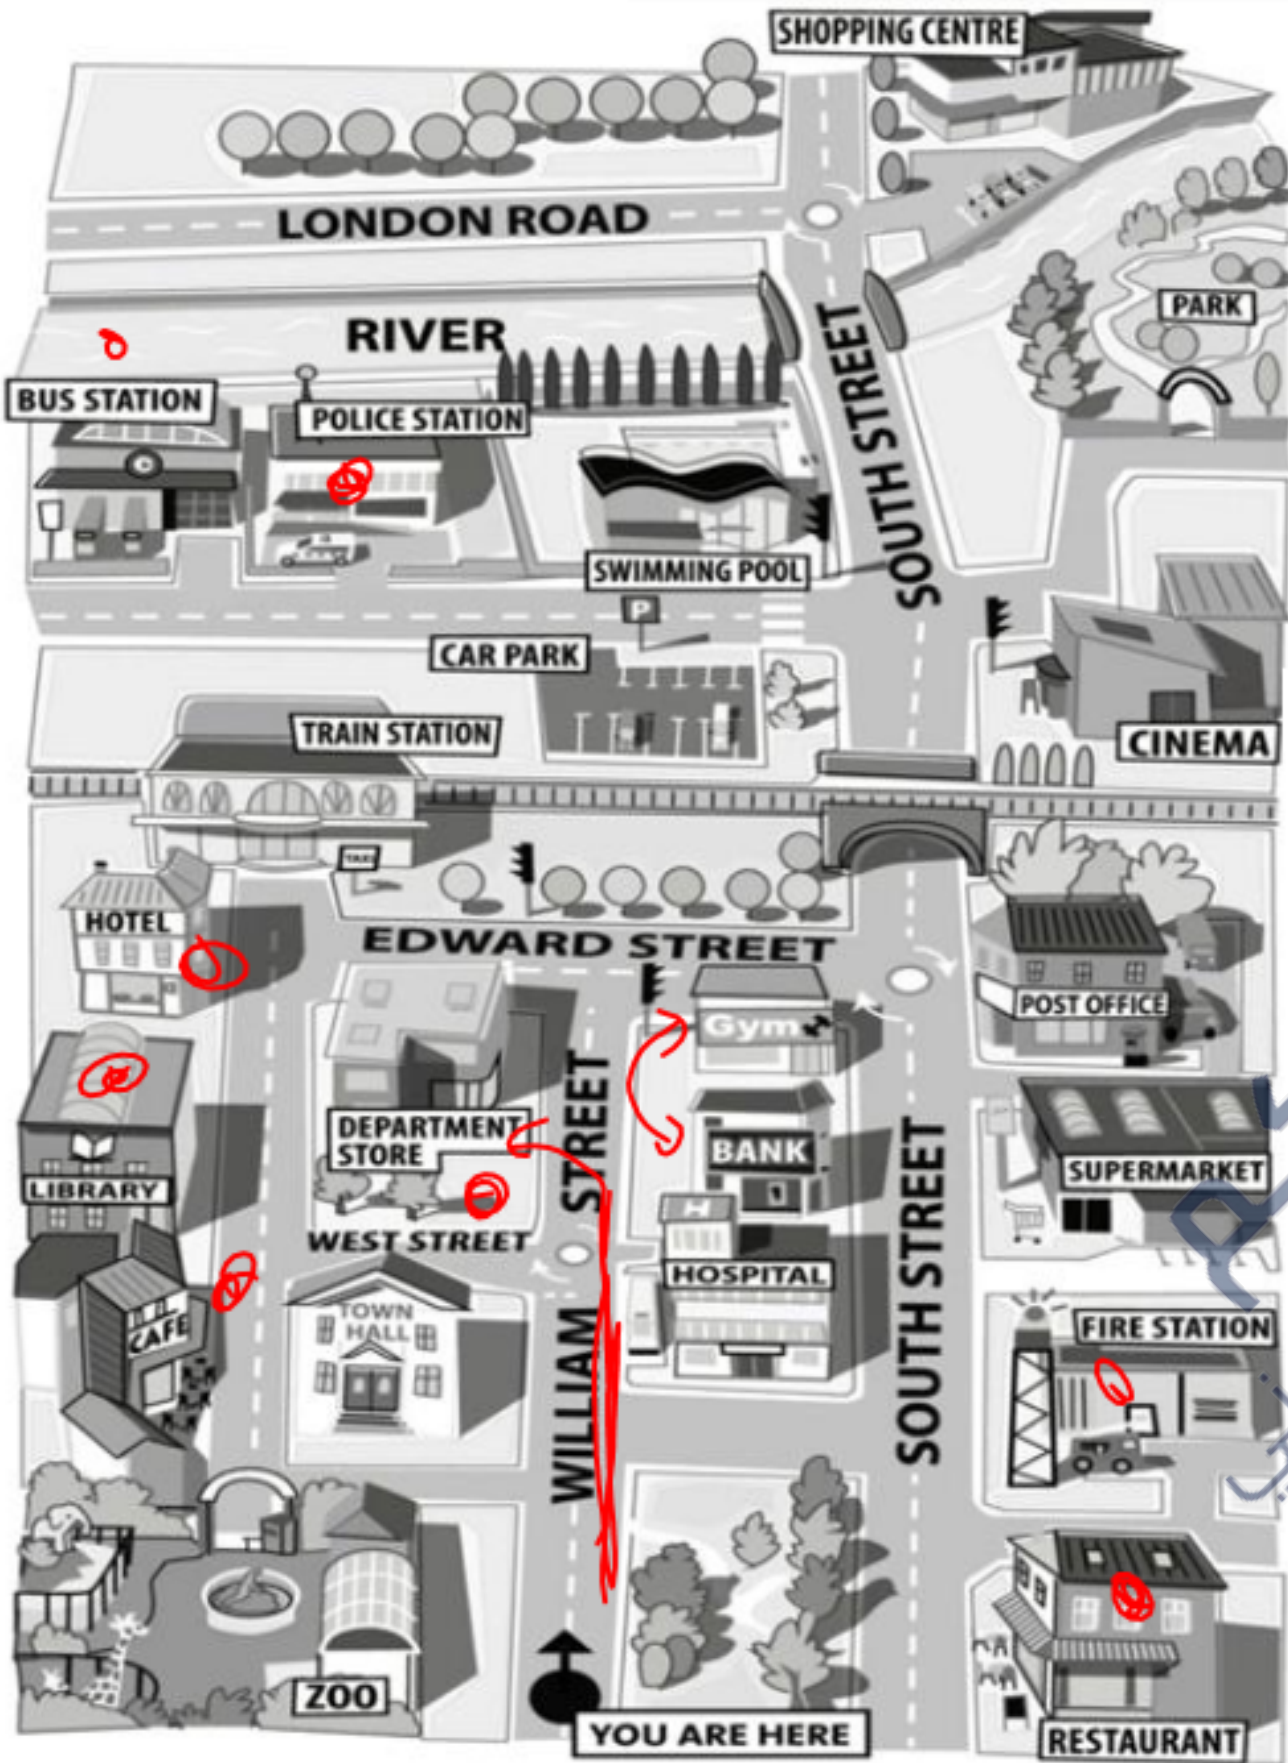 SHOPPING CENTRE
LONDON ROAD
RIVER
PARK
SOUTH STREET
BUS STATION
POLICE STATION
SWIMMING POOL
P
CAR PARK
CINEMA
TRAIN STATION
TAXI
HOTEL
EDWARD STREET
POST OFFICE
Gym
LIBRARY
DEPARTMENT
STORE
WILLIAM STREET
BANK
SOUTH STREET
SUPERMARKET
WEST STREET
H
HOSPITAL
CAFE
TOWN
HALL
FIRE STATION
ZOO
YOU ARE HERE
RESTAURANT